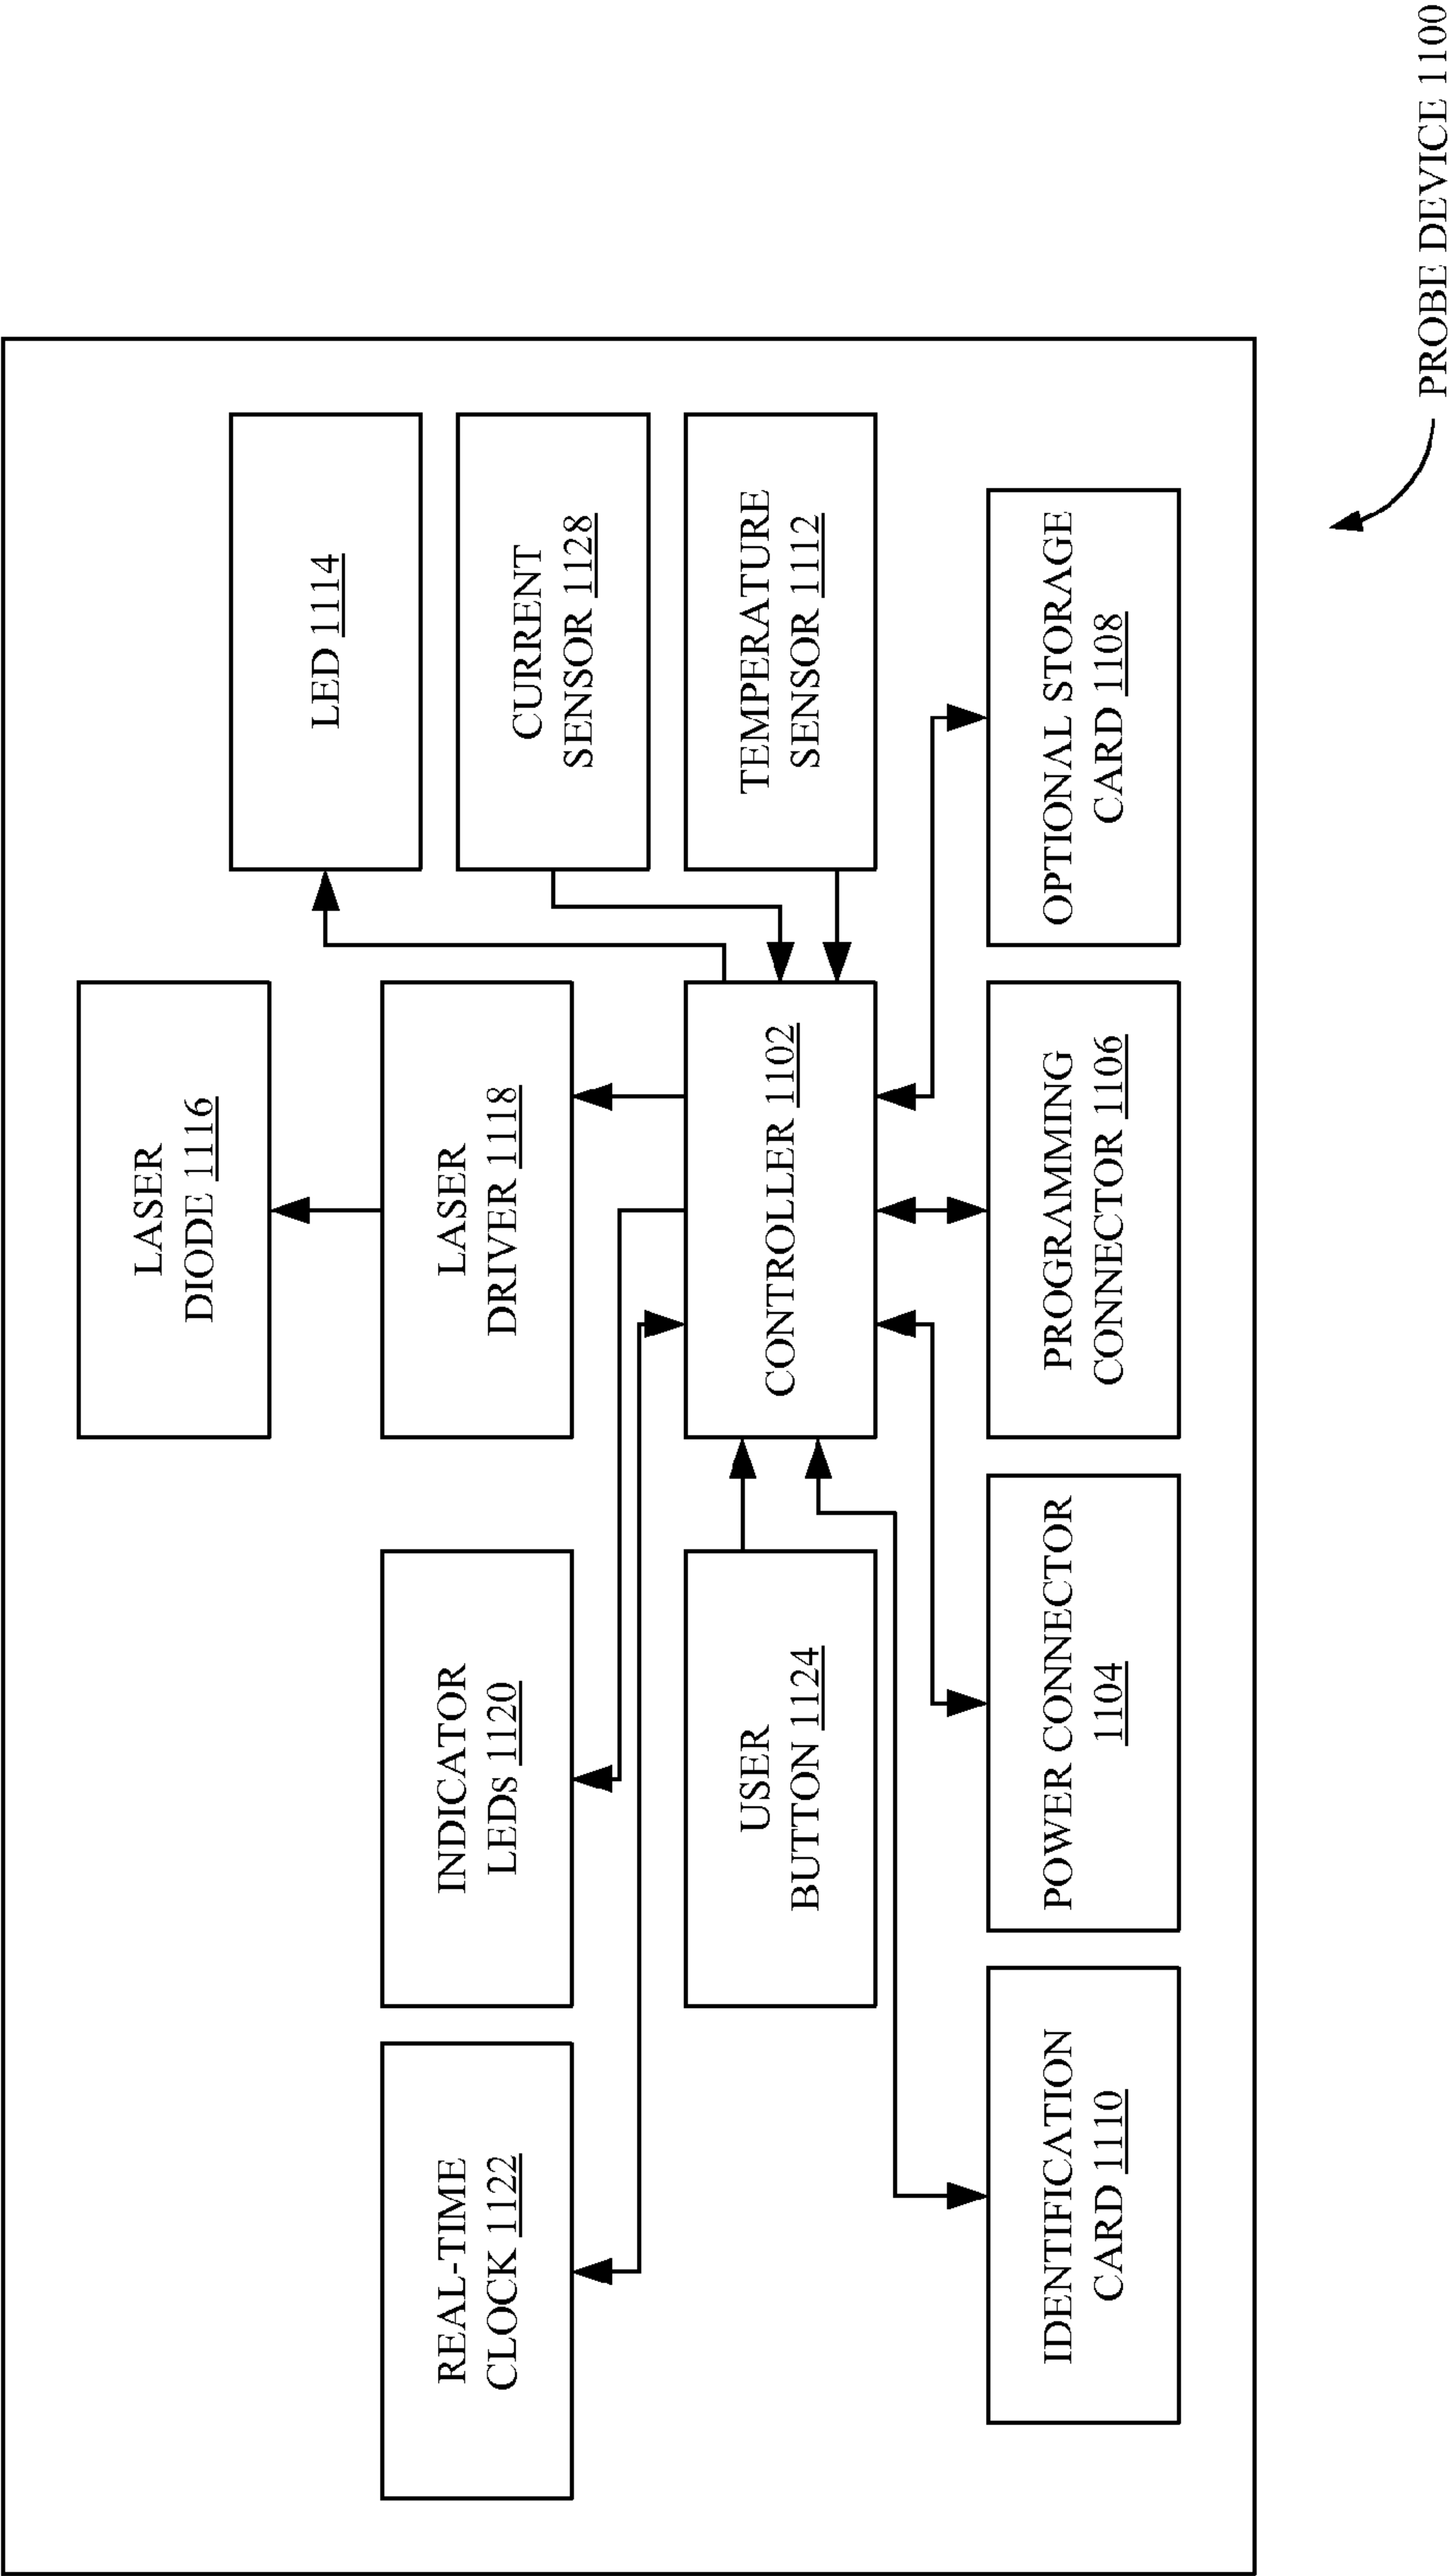 LASER
DIODE 1116
LED 1114
REAL-TIME
CLOCK 1122
INDICATOR
LEDS 1120
LASER
DRIVER 1118
CURRENT
SENSOR 1128
USER
BUTTON 1124
CONTROLLER 1102
TEMPERATURE
SENSOR 1112
IDENTIFICATION
CARD 1110
POWER CONNECTOR
1104
PROGRAMMING
CONNECTOR 1106
OPTIONAL STORAGE
CARD 1108
PROBE DEVICE 1100